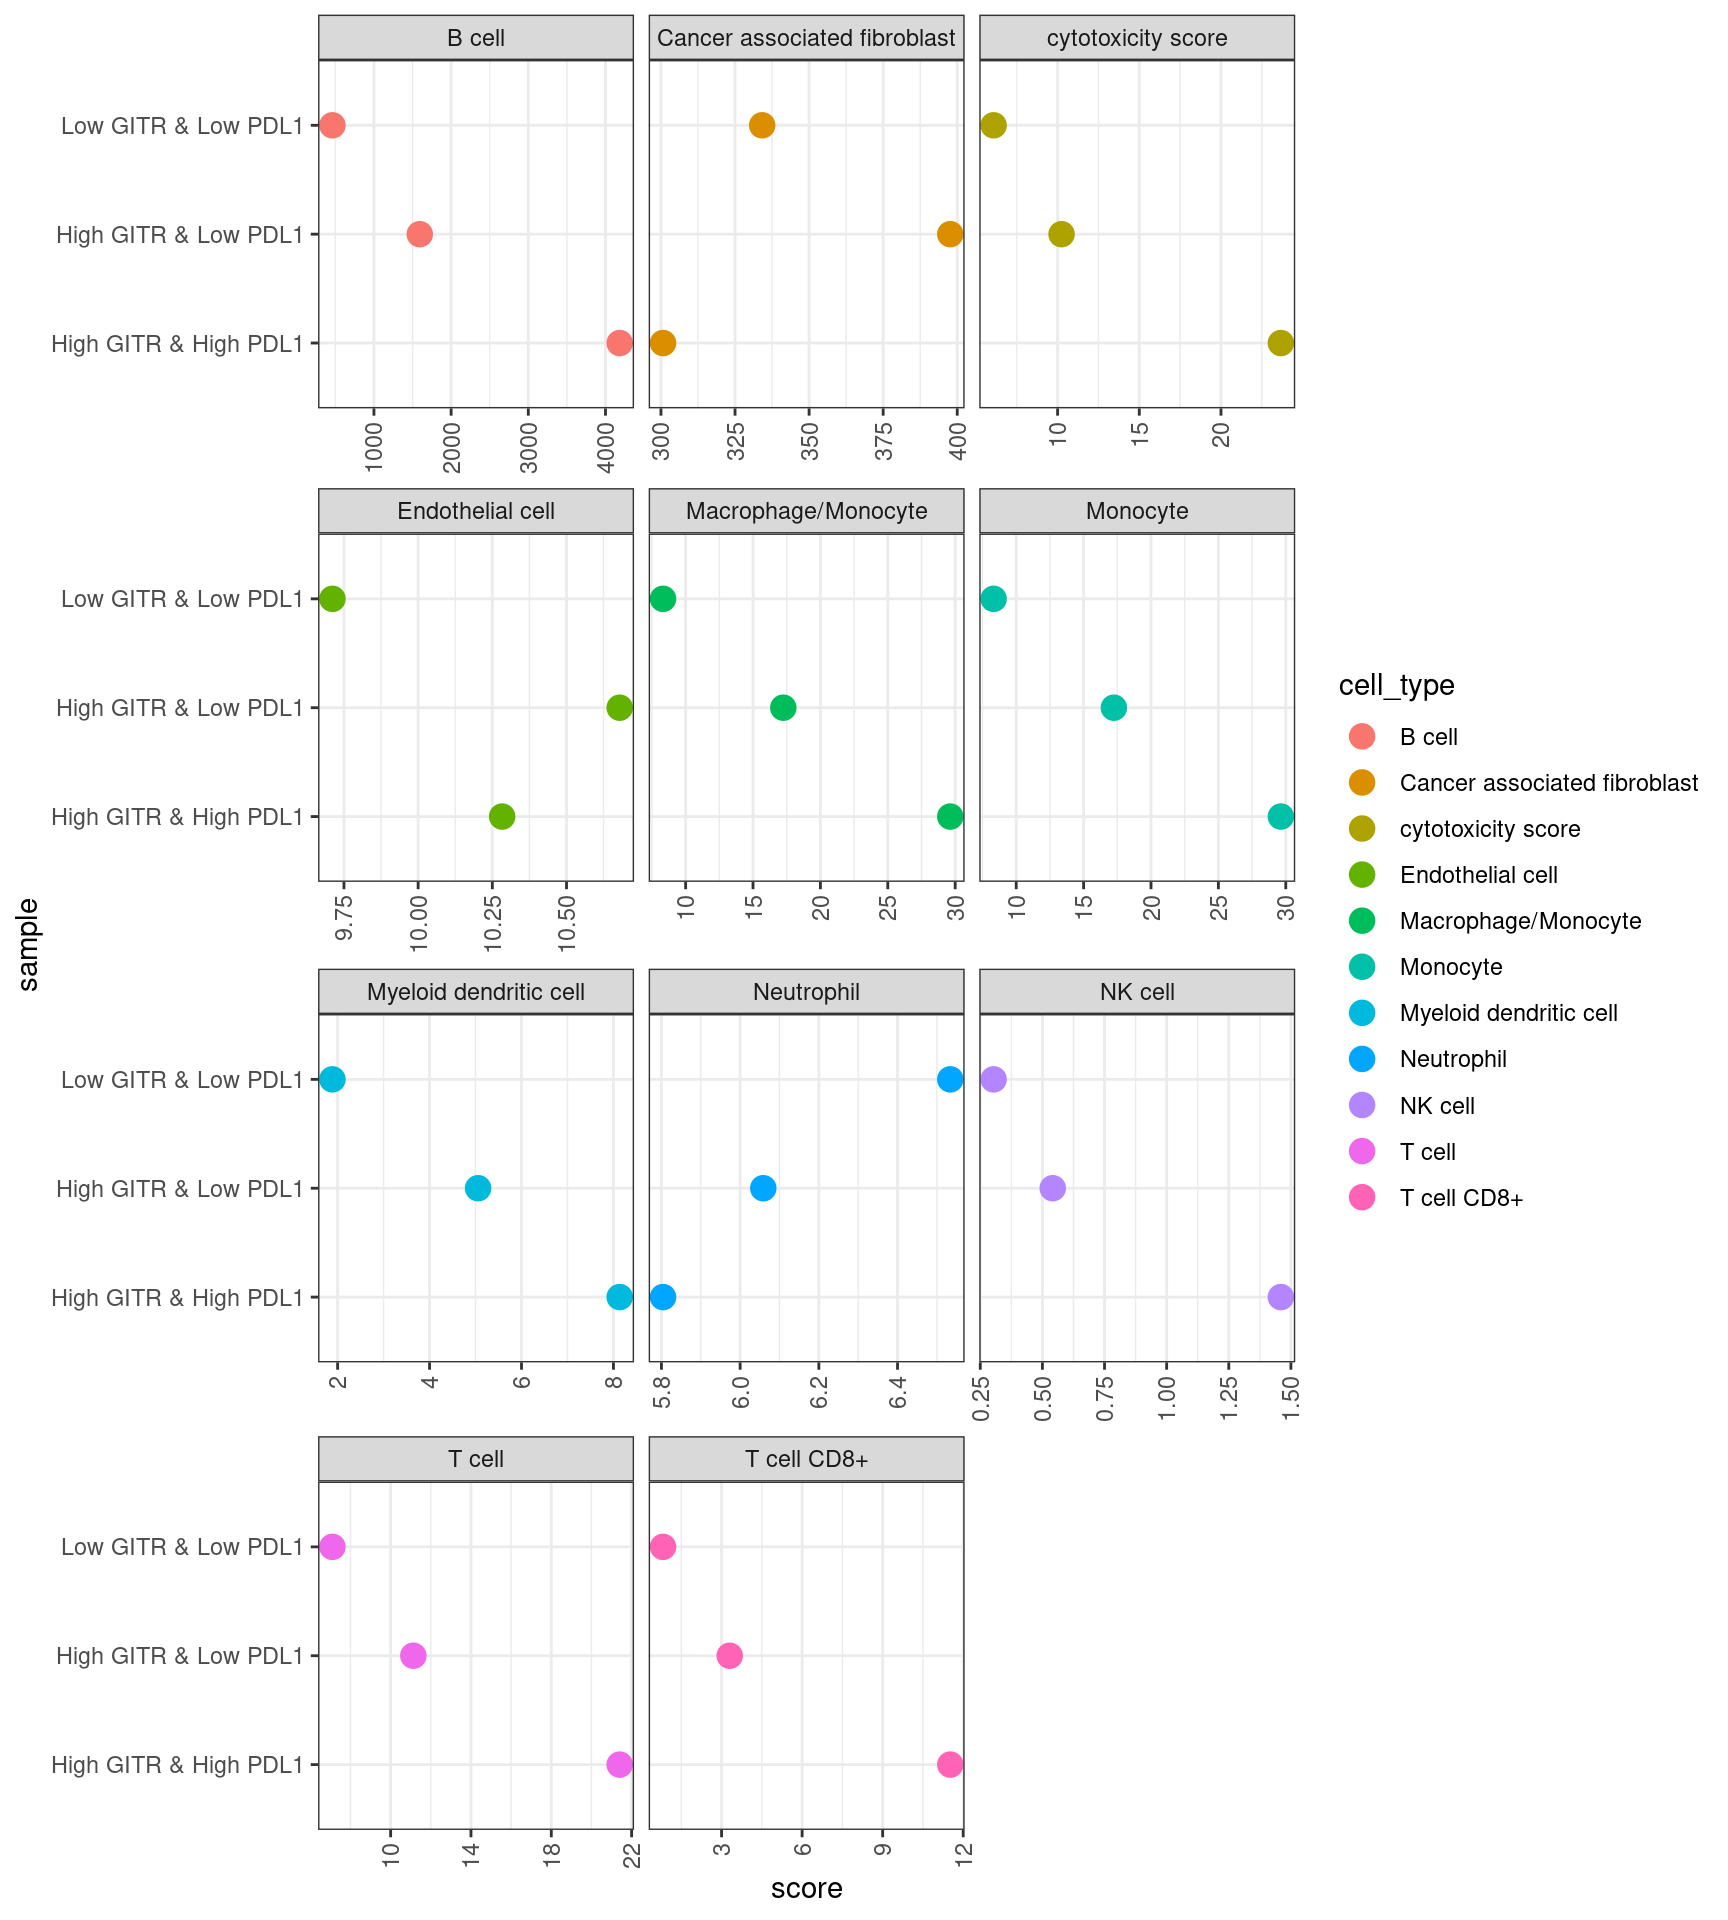 B cell
Cancer associated fibroblast
cytotoxicity score
Low GITR & Low PDL1
High GITR & Low PDL1
High GITR & High PDL1
1000 2000 3000 4000
300 325 350 375 400
10 15 20
Endothelial cell
Macrophage/Monocyte
Monocyte
Low GITR & Low PDL1
High GITR & Low PDL1
High GITR & High PDL1
9.75 10.00 10.25 10.50
10 15 20 25 30
10 15 20 25 30
Myeloid dendritic cell
Neutrophil
NK cell
Low GITR & Low PDL1
High GITR & Low PDL1
High GITR & High PDL1
2 4 6 8
5.8 6.0 6.2 6.4
0.25 0.50 0.75 1.00 1.25 1.50
T cell
T cell CD8+
Low GITR & Low PDL1
High GITR & Low PDL1
High GITR & High PDL1
10 14 18 22
3 6 9 12
sample
score
cell_type
B cell
Cancer associated fibroblast
cytotoxicity score
Endothelial cell
Macrophage/Monocyte
Monocyte
Myeloid dendritic cell
Neutrophil
NK cell
T cell
T cell CD8+